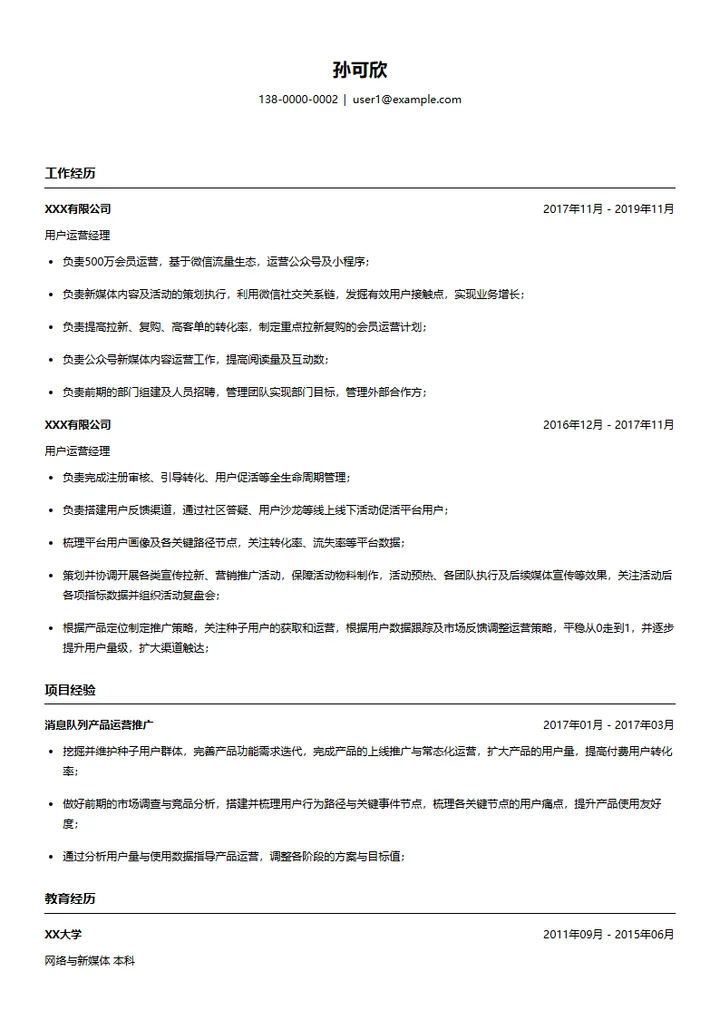 孙可欣
138-0000-0002 | user1@example.com
工作经历
XXX有限公司 2017年11月 - 2019年11月
用户运营经理
• 负责500万会员运营，基于微信流量生态，运营公众号及小程序；
• 负责新媒体内容及活动的策划执行，利用微信社交关系链，发掘有效用户接触点，实现业务增长；
• 负责提高拉新、复购、高客单的转化率，制定重点拉新复购的会员运营计划；
• 负责公众号新媒体内容运营工作，提高阅读量及互动数；
• 负责前期的部门组建及人员招聘，管理团队实现部门目标，管理外部合作方；
XXX有限公司 2016年12月 - 2017年11月
用户运营经理
• 负责完成注册审核、引导转化、用户促活等全生命周期管理；
• 负责搭建用户反馈渠道，通过社区答疑、用户沙龙等线上线下活动促活平台用户；
• 梳理平台用户画像及各关键路径节点，关注转化率、流失率等平台数据；
• 策划并协调开展各类宣传拉新、营销推广活动，保障活动物料制作，活动预热、各团队执行及后续媒体宣传等效果，关注活动后
各项指标数据并组织活动复盘会；
• 根据产品定位制定推广策略，关注种子用户的获取和运营，根据用户数据跟踪及市场反馈调整运营策略，平稳从0走到1，并逐步
提升用户量级，扩大渠道触达；
项目经验
消息队列产品运营推广 2017年01月 - 2017年03月
• 挖掘并维护种子用户群体，完善产品功能需求迭代，完成产品的上线推广与常态化运营，扩大产品的用户量，提高付费用户转化
率；
• 做好前期的市场调查与竞品分析，搭建并梳理用户行为路径与关键事件节点，梳理各关键节点的用户痛点，提升产品使用友好
度；
• 通过分析用户量与使用数据指导产品运营，调整各阶段的方案与目标值；
教育经历
XX大学 2011年09月 - 2015年06月
网络与新媒体 本科